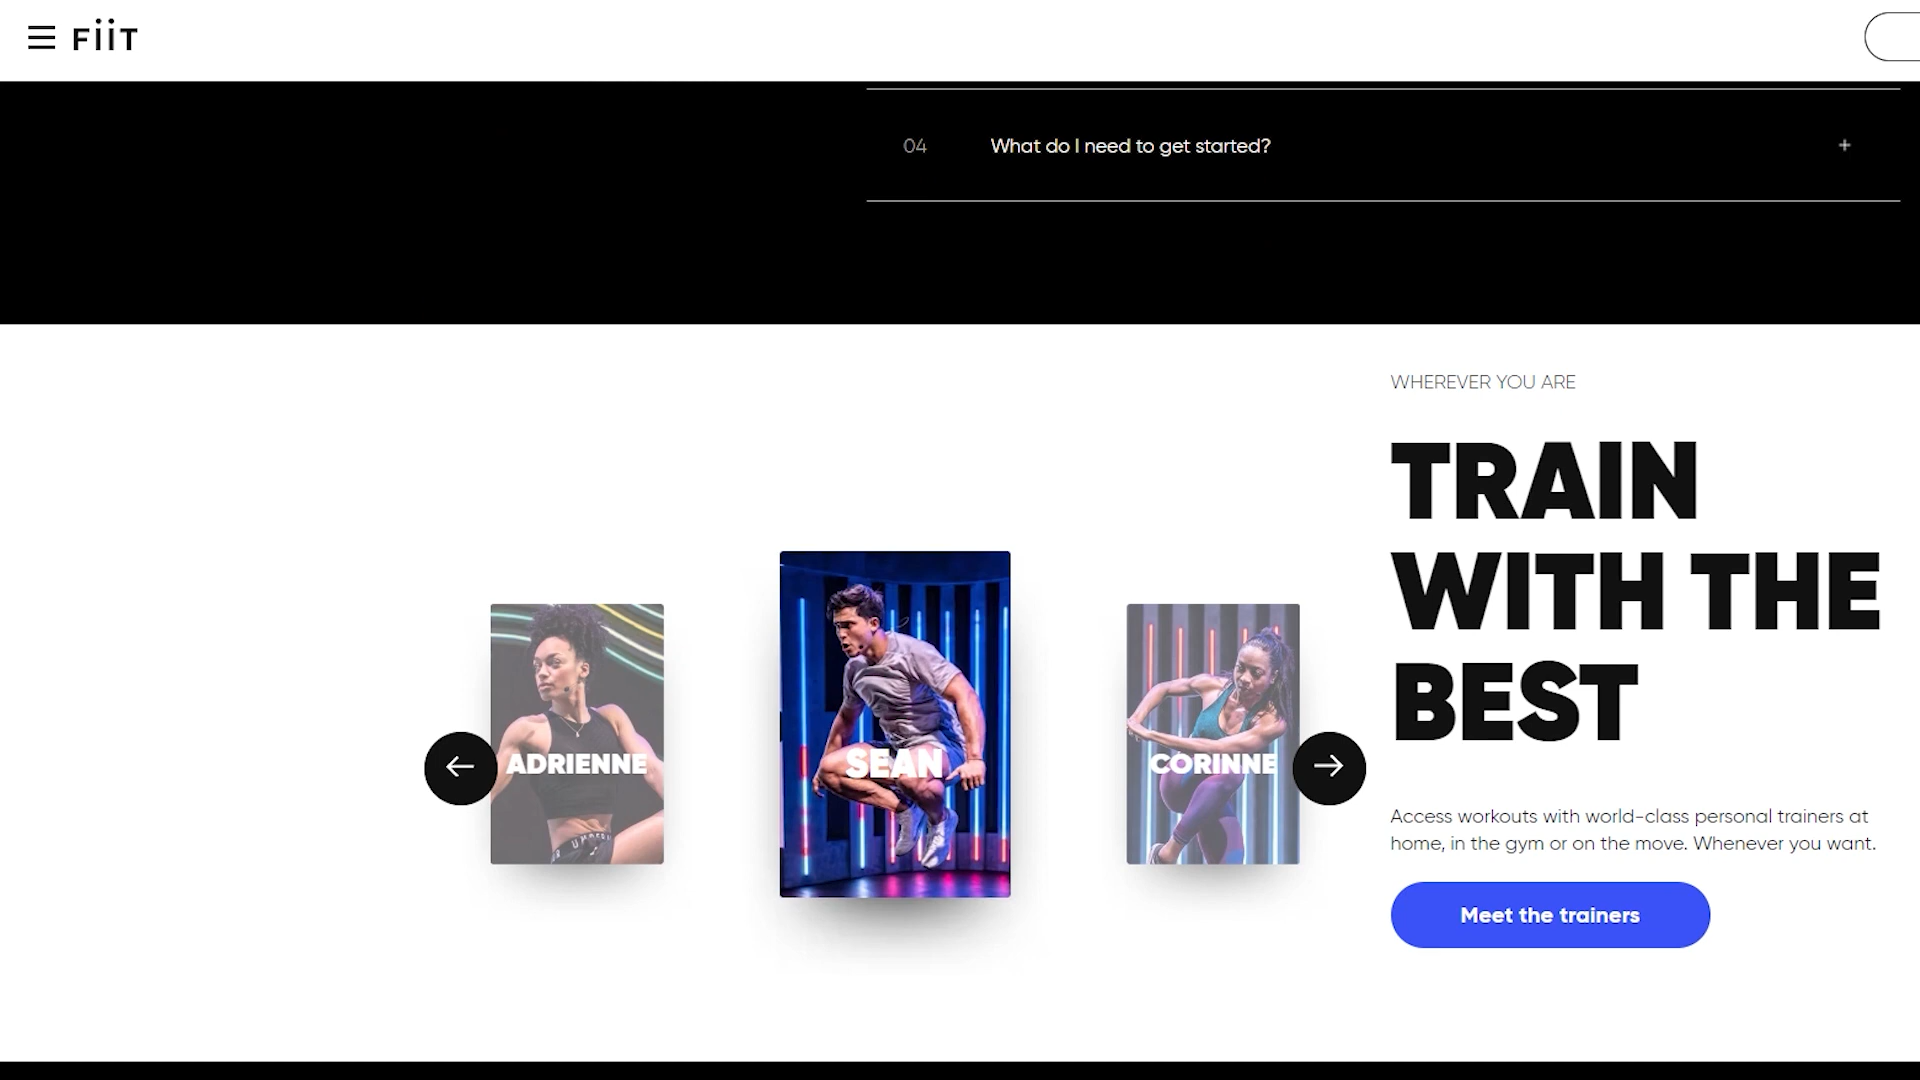 FiiT
04
What do I need to get started?
+
WHEREVER YOU ARE
TRAIN
WITH THE
BEST
ADRIENNE
SEAN
CORINNE
Access workouts with world-class personal trainers at
home, in the gym or on the move. Whenever you want.
Meet the trainers